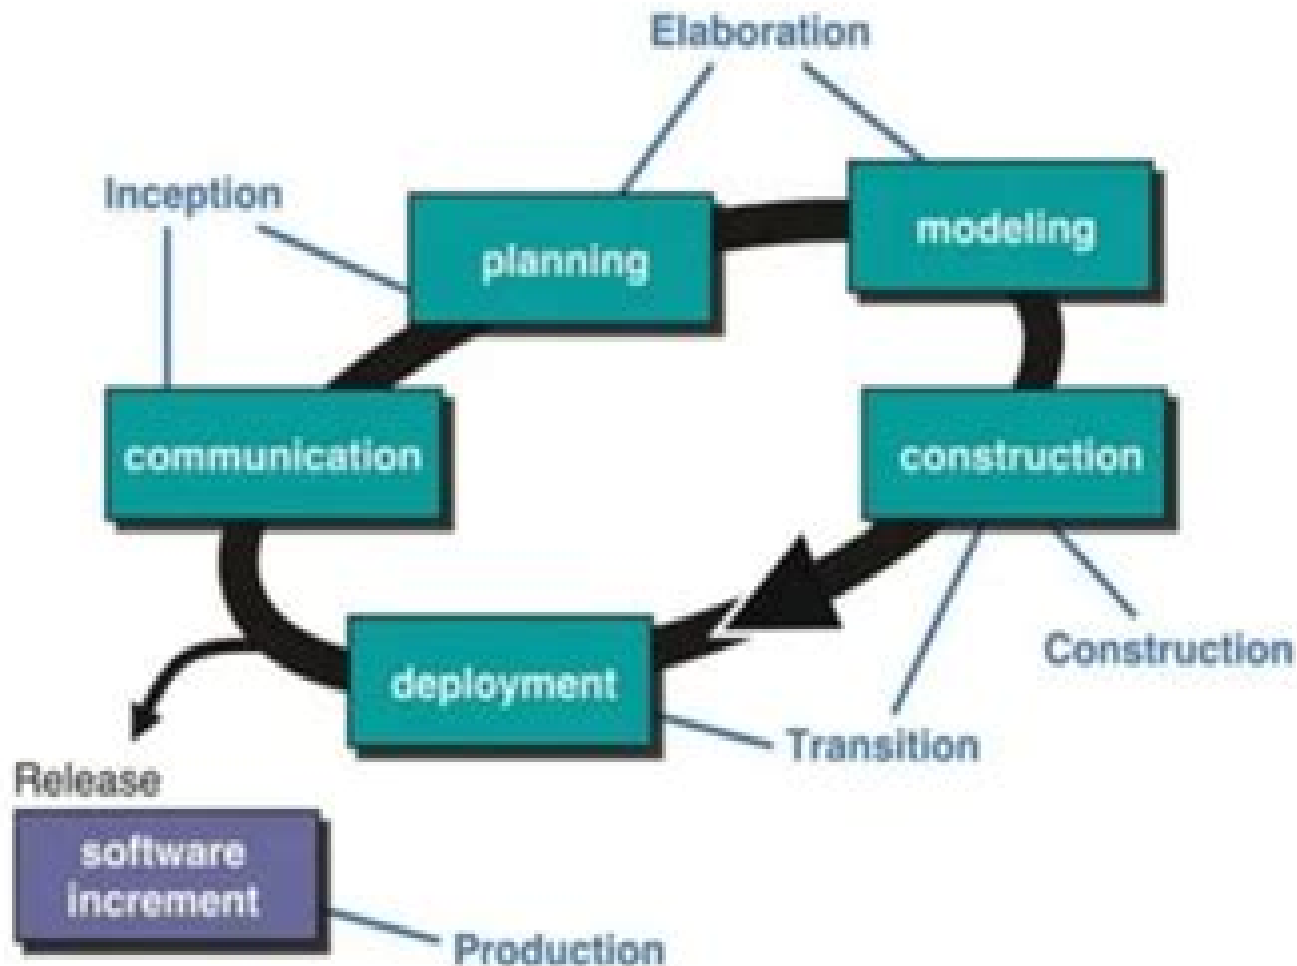 Elaboration
Inception
planning
modeling
communication
construction
deployment
Construction
Transition
Release
software
increment
Production